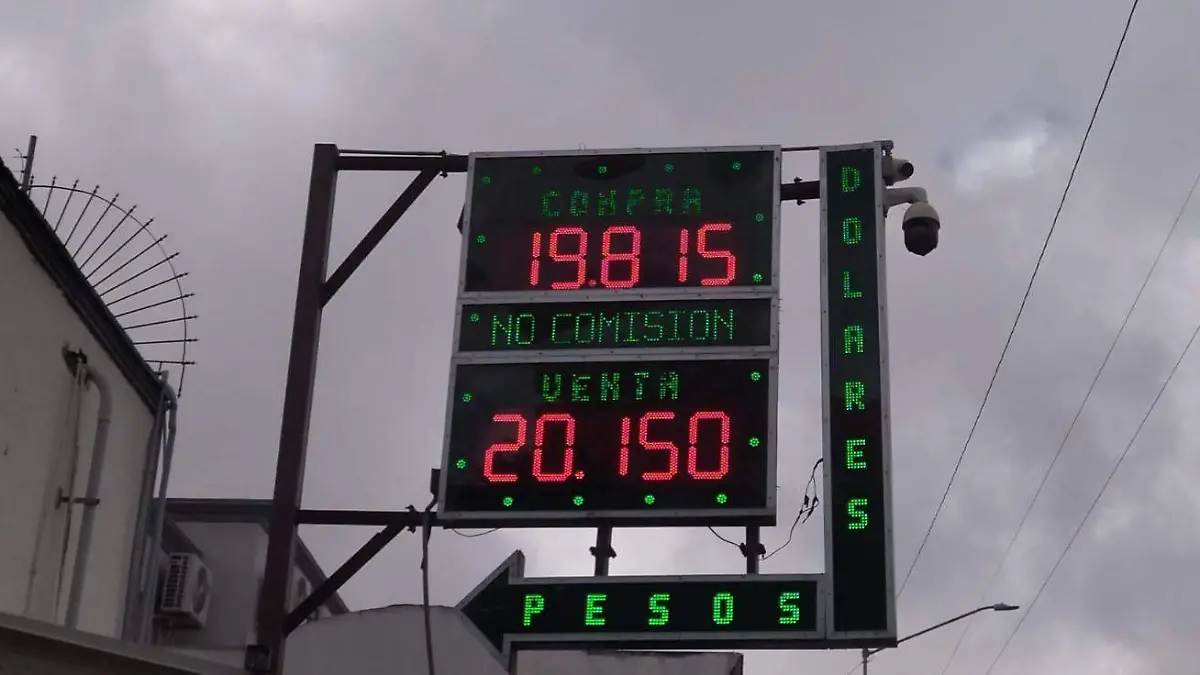 COMPRA
19.815
NO COMISION
VENTA
20.150
DOLARES
PESOS